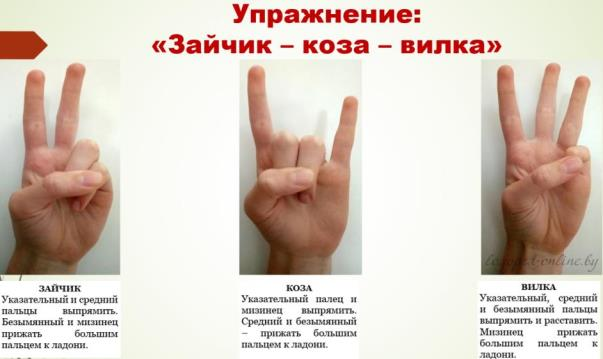 Упражнение:
«Зайчик – коза – вилка»
logoped-online.by
ЗАЙЧИК
Указательный и средний
пальцы выпрямить.
Безымянный и мизинец
прижать большим
пальцем к ладони.
КОЗА
Указательный палец и
мизинец выпрямить.
Средний и безымянный
– прижать большим
пальцем к ладони.
ВИЛКА
Указательный, средний
и безымянный пальцы
выпрямить и расставить.
Мизинец прижать
большим пальцем к
ладони.